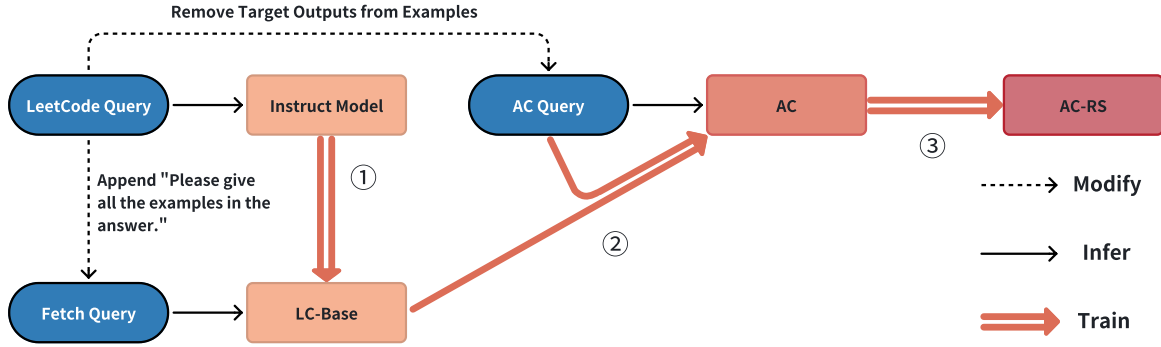 Remove Target Outputs from Examples
LeetCode Query
Instruct Model
AC Query
AC
AC-RS
①
③
Append "Please give
all the examples in the
answer."
Modify
②
Infer
Fetch Query
LC-Base
Train